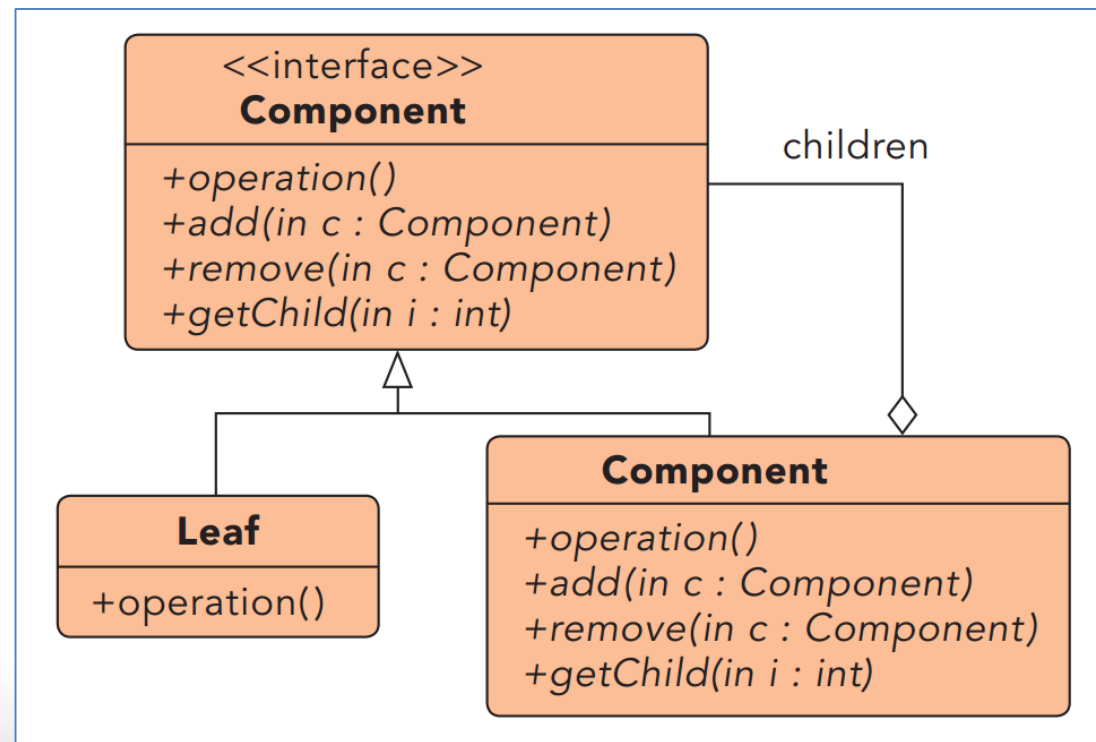 <<interface>>
Component
+operation()
+add(in c : Component)
+remove(in c : Component)
+getChild(in i : int)
children
Leaf
+operation()
Component
+operation()
+add(in c : Component)
+remove(in c : Component)
+getChild(in i : int)